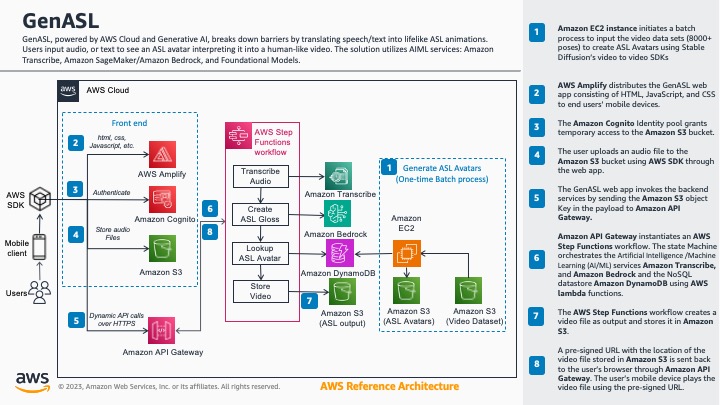 GenASL
GenASL, powered by AWS Cloud and Generative AI, breaks down barriers by translating speech/text into lifelike ASL animations.
Users input audio, or text to see an ASL avatar interpreting it into a human-like video. The solution utilizes AIML services: Amazon
Transcribe, Amazon SageMaker/Amazon Bedrock, and Foundational Models.
aws
AWS Cloud
Front end
2
html, css,
Javascript, etc.
AWS Amplify
3
Authenticate
Amazon Cognito
4
Store audio
Files
Amazon S3
5
Dynamic API calls
over HTTPS
Amazon API Gateway
AWS
SDK
Mobile
client
Users
6
8
AWS Step
Functions
workflow
Transcribe
Audio
Create
ASL Gloss
Lookup
ASL Avatar
Store
Video
Amazon Transcribe
Amazon Bedrock
Amazon DynamoDB
7
Amazon S3
(ASL output)
1
Generate ASL Avatars
(One-time Batch process)
Amazon
EC2
Amazon S3
(ASL Avatars)
Amazon S3
(Video Dataset)
aws
© 2023, Amazon Web Services, Inc. or its affiliates. All rights reserved.
AWS Reference Architecture
1
Amazon EC2 instance initiates a batch
process to input the video data sets (8000+
poses) to create ASL Avatars using Stable
Diffusion's video to video SDKs
2
AWS Amplify distributes the GenASL web
app consisting of HTML, JavaScript, and CSS
to end users' mobile devices.
3
The Amazon Cognito Identity pool grants
temporary access to the Amazon S3 bucket.
4
The user uploads an audio file to the
Amazon S3 bucket using AWS SDK through
the web app.
5
The GenASL web app invokes the backend
services by sending the Amazon S3 object
Key in the payload to Amazon API
Gateway.
6
Amazon API Gateway instantiates an AWS
Step Functions workflow. The state Machine
orchestrates the Artificial Intelligence /Machine
Learning (AI/ML) services Amazon Transcribe,
and Amazon Bedrock and the NoSQL
datastore Amazon DynamoDB using AWS
lambda functions.
7
The AWS Step Functions workflow creates a
video file as output and stores it in Amazon
S3.
8
A pre-signed URL with the location of the
video file stored in Amazon S3 is sent back
to the user's browser through Amazon API
Gateway. The user's mobile device plays the
video file using the pre-signed URL.